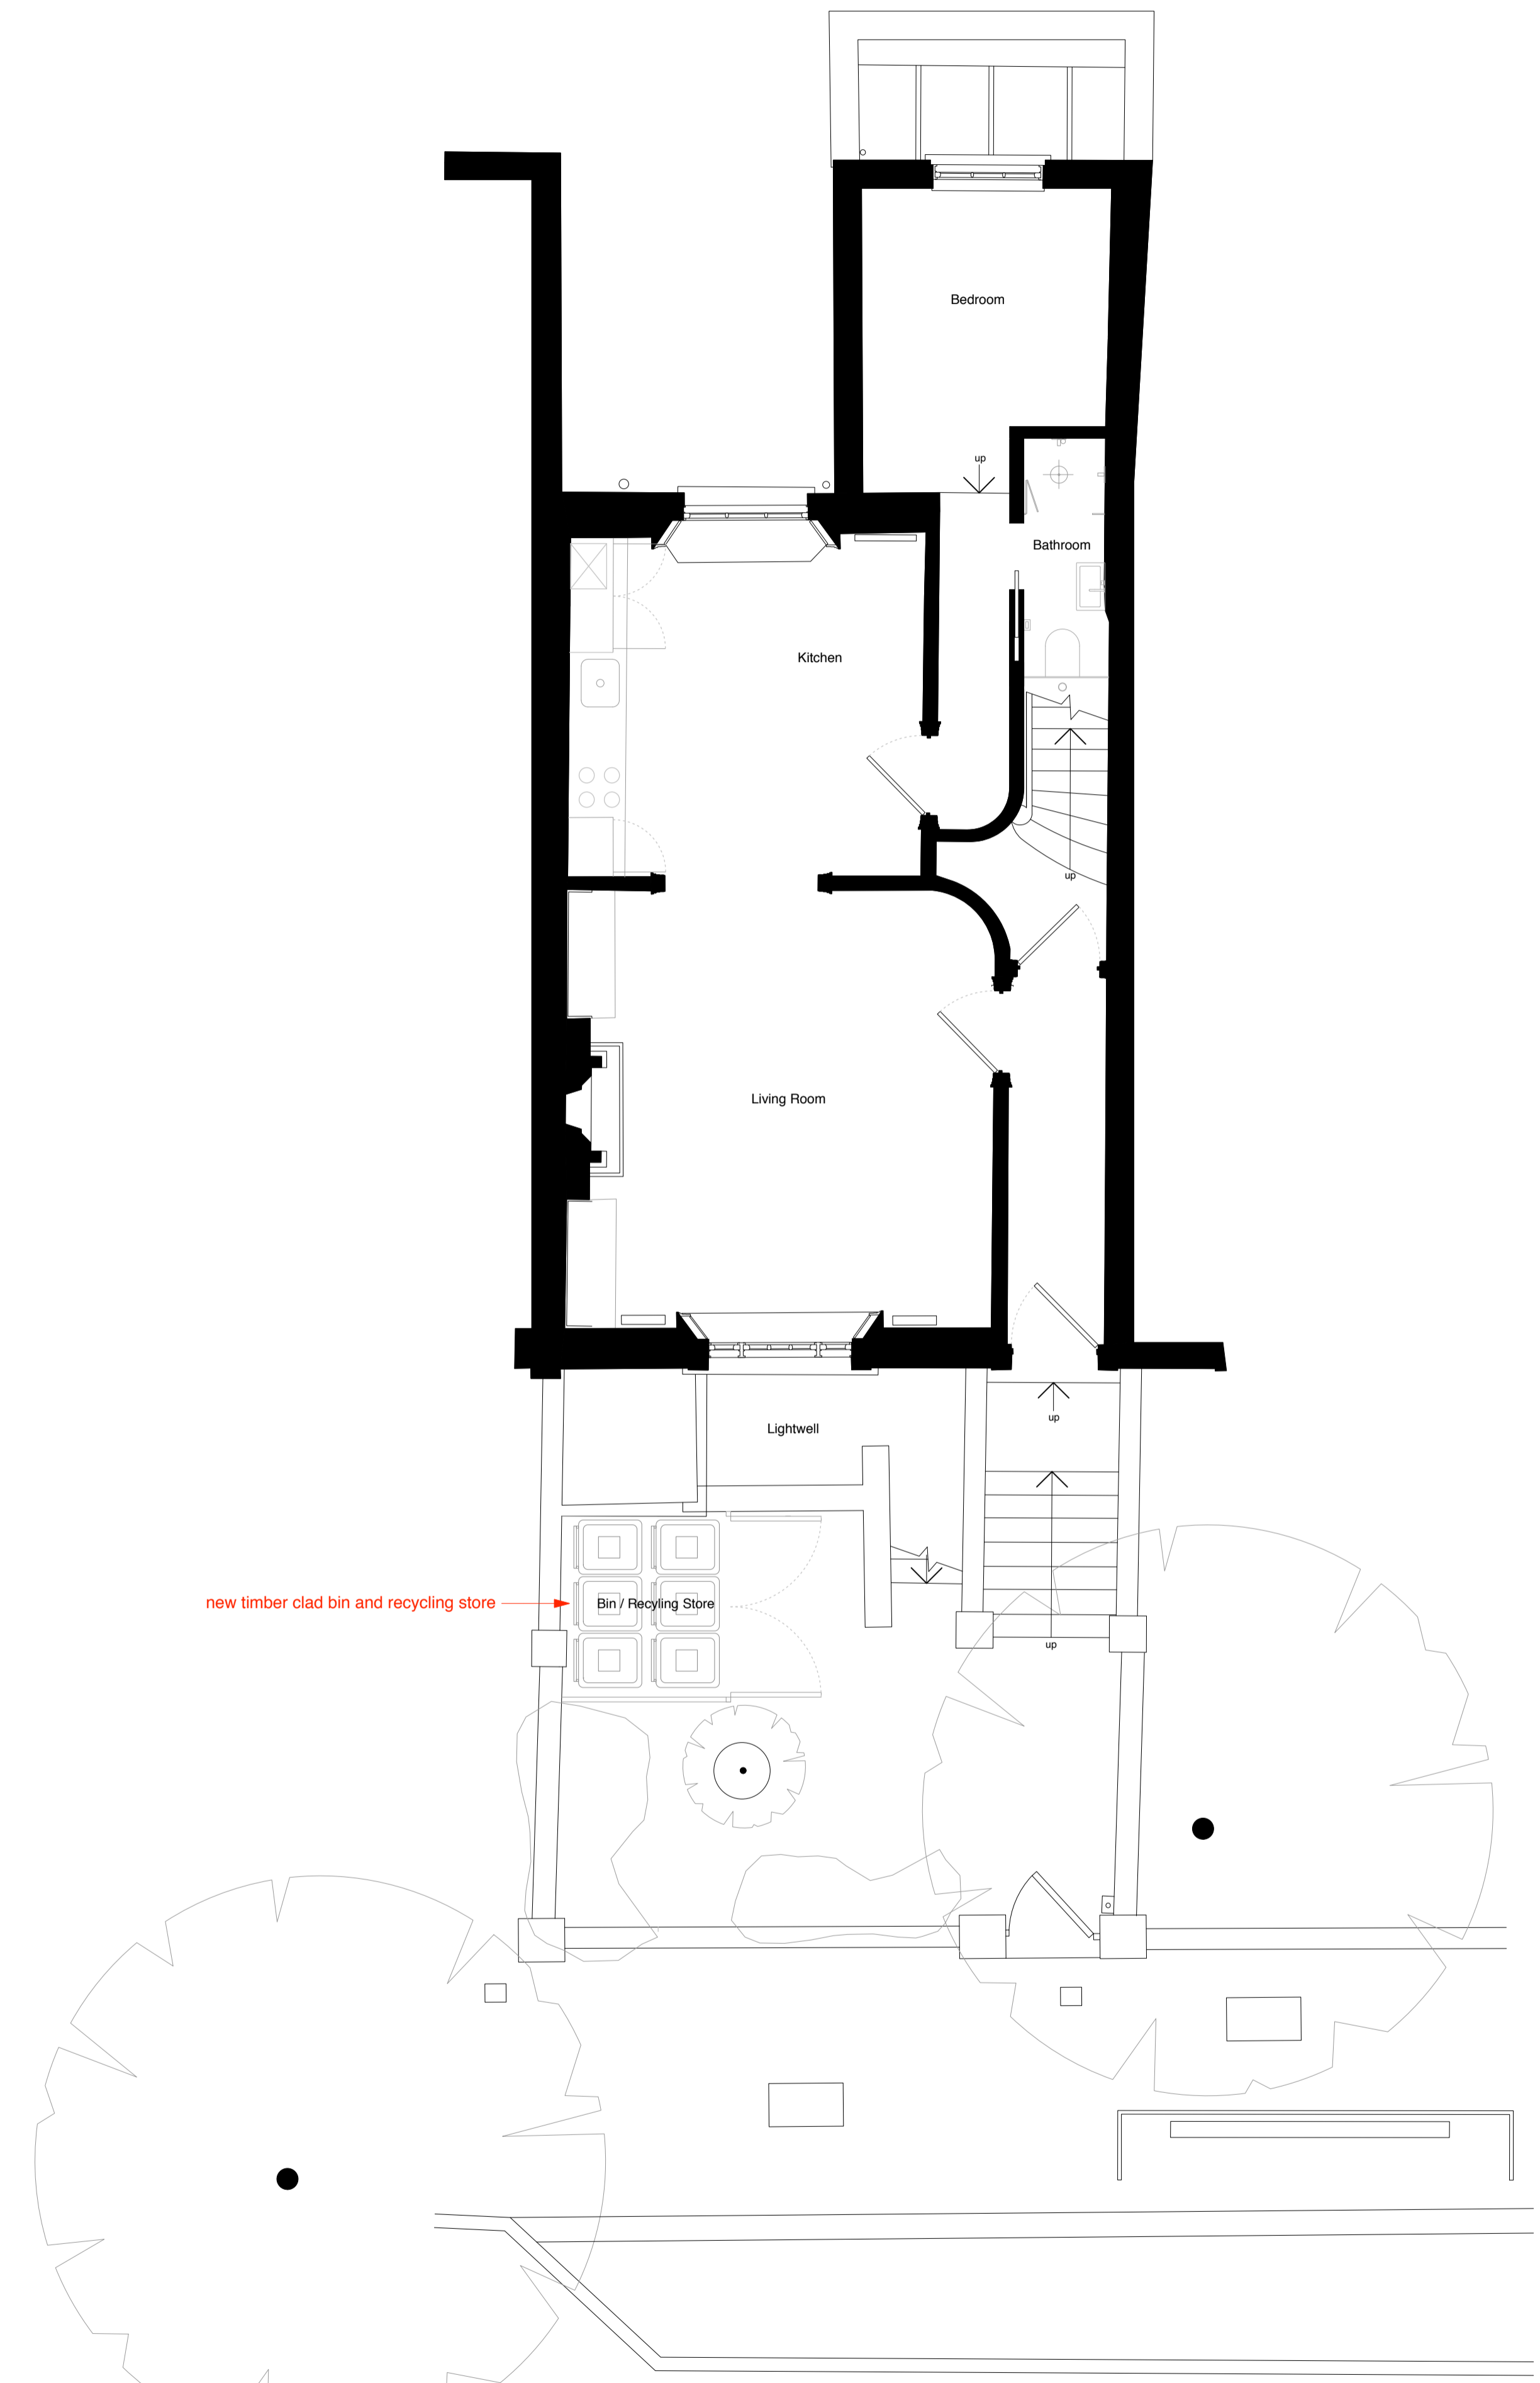 Bedroom
up
Bathroom
Kitchen
up
Living Room
up
Lightwell
new timber clad bin and recycling store
Bin / Recyling Store
up